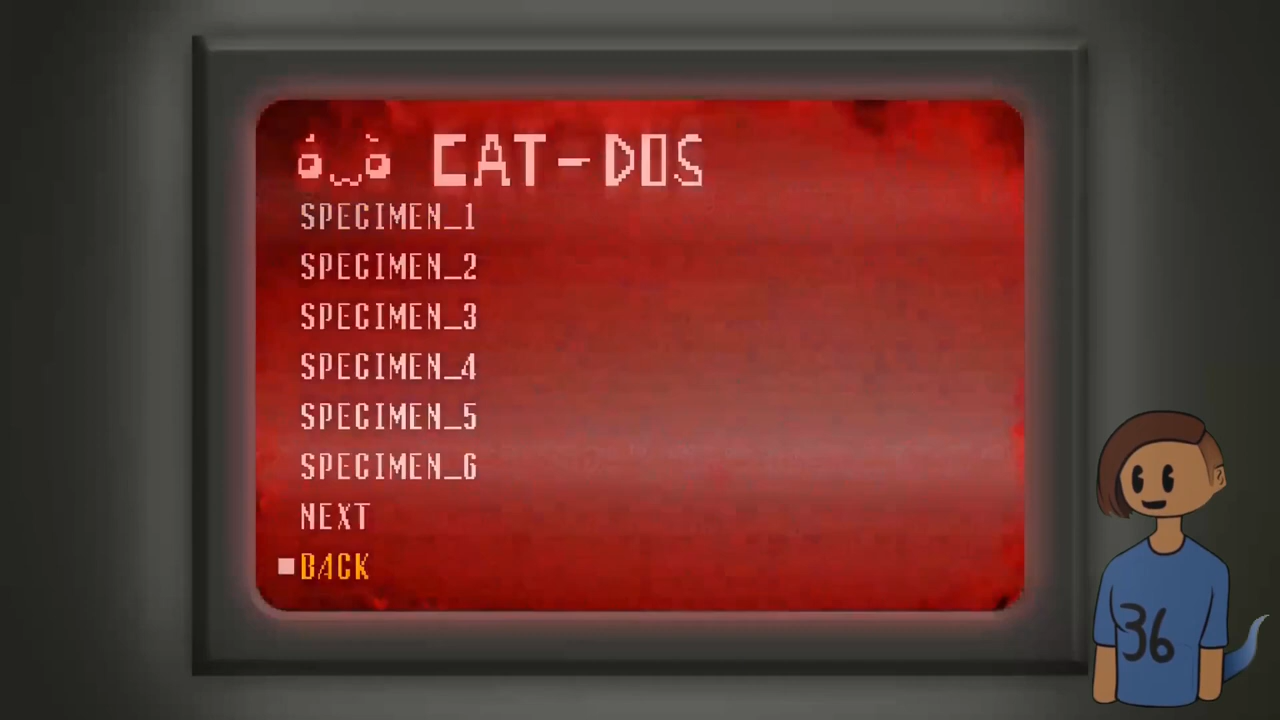 CAT-DOS
SPECIMEN_1
SPECIMEN_2
SPECIMEN_3
SPECIMEN_4
SPECIMEN_5
SPECIMEN_6
NEXT
BACK
36